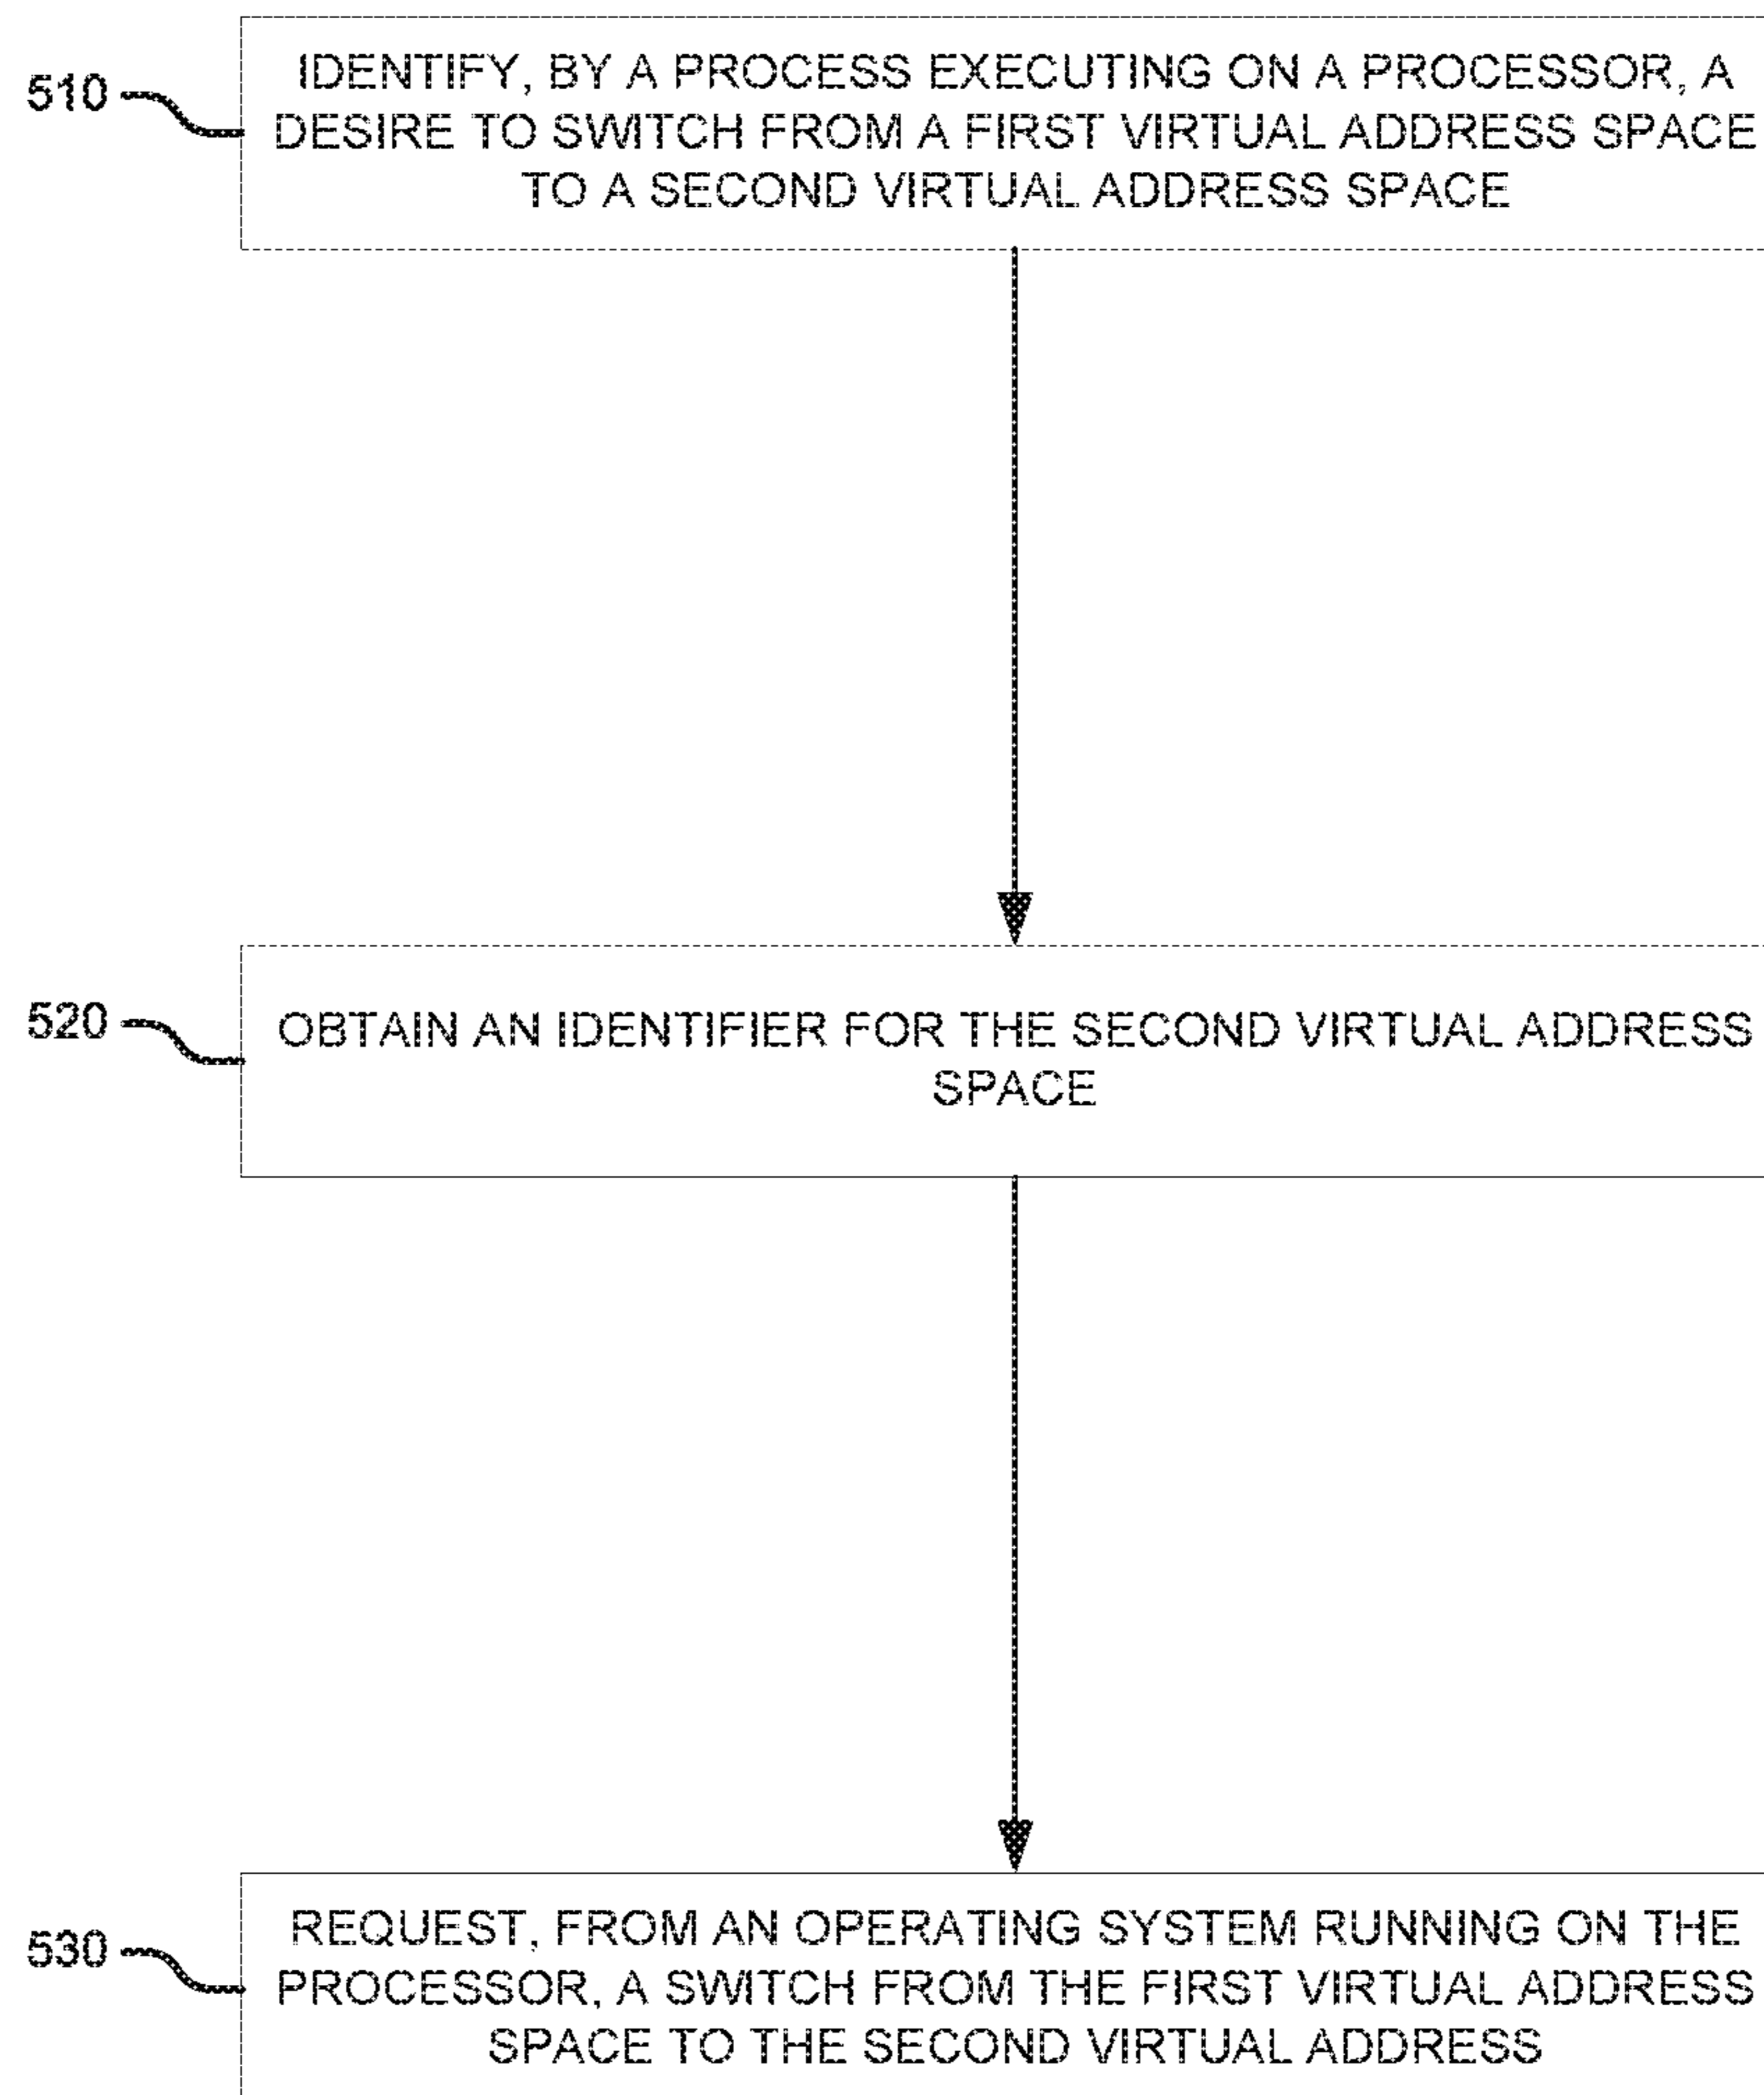 510
IDENTIFY, BY A PROCESS EXECUTING ON A PROCESSOR, A
DESIRE TO SWITCH FROM A FIRST VIRTUAL ADDRESS SPACE
TO A SECOND VIRTUAL ADDRESS SPACE
520
OBTAIN AN IDENTIFIER FOR THE SECOND VIRTUAL ADDRESS
SPACE
530
REQUEST, FROM AN OPERATING SYSTEM RUNNING ON THE
PROCESSOR, A SWITCH FROM THE FIRST VIRTUAL ADDRESS
SPACE TO THE SECOND VIRTUAL ADDRESS